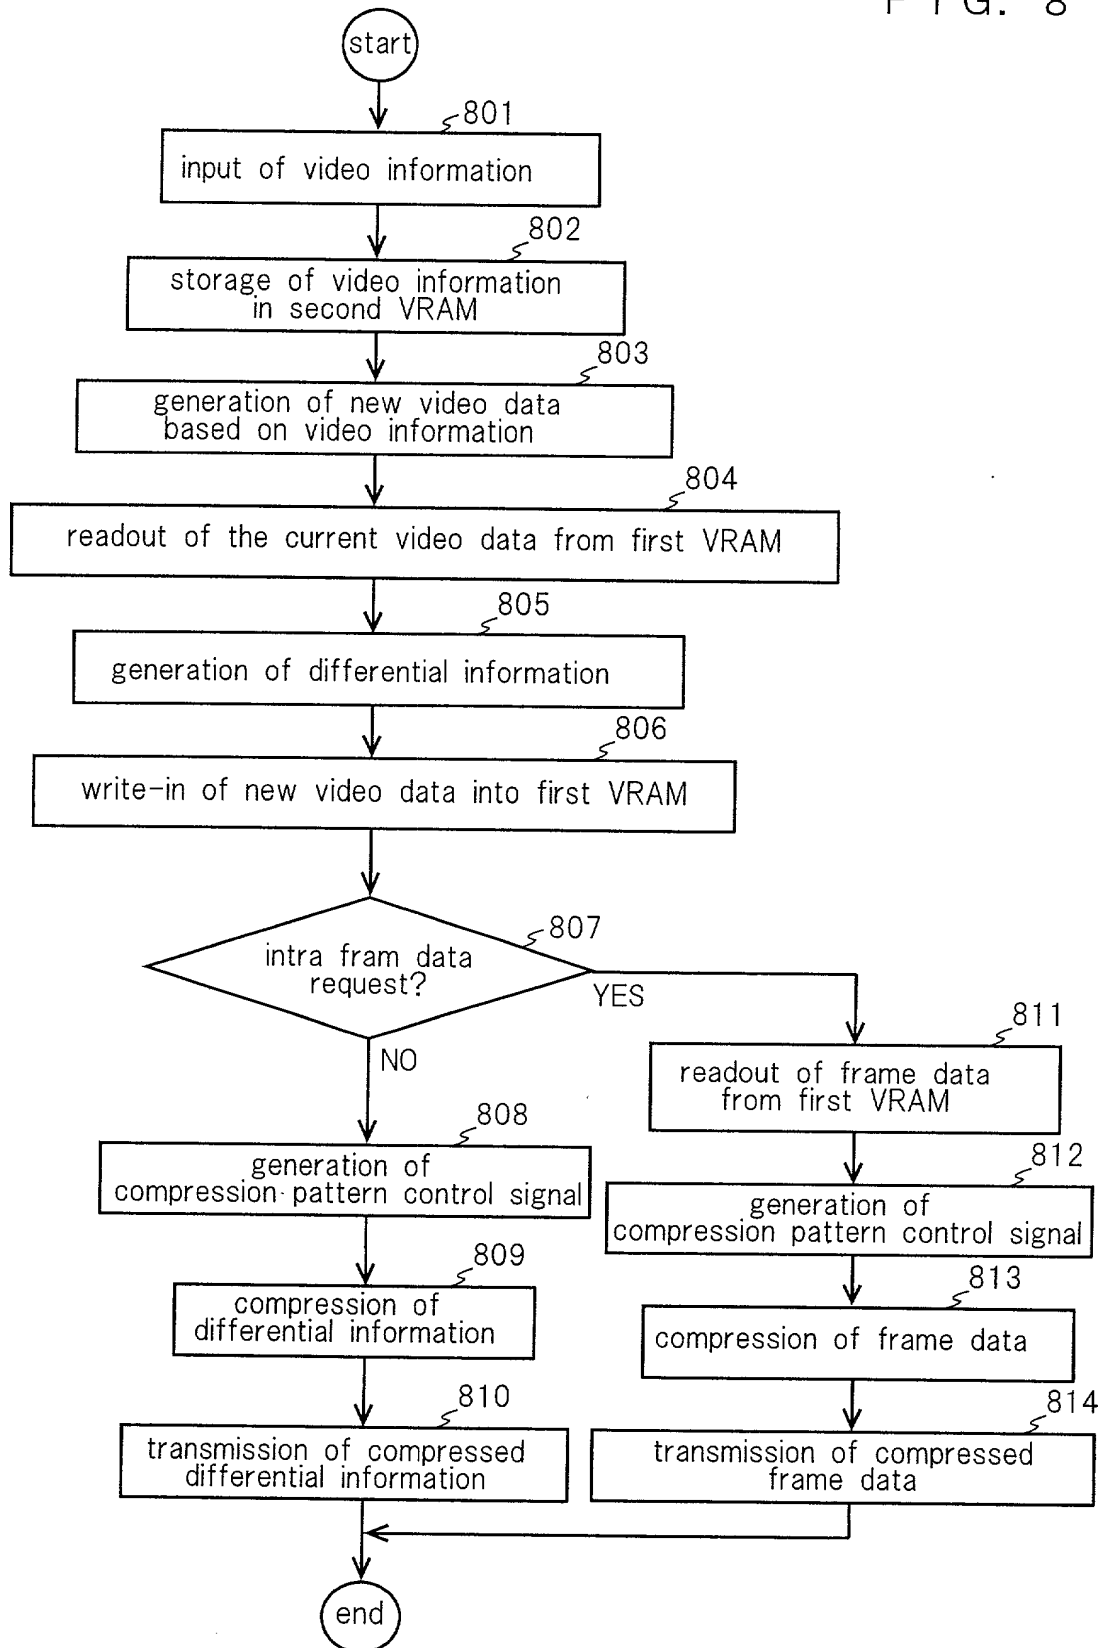 FIG. 8
start
801
input of video information
802
storage of video information
in second VRAM
803
generation of new video data
based on video information
804
readout of the current video data from first VRAM
805
generation of differential information
806
write-in of new video data into first VRAM
807
intra fram data
request?
YES
NO
811
readout of frame data
from first VRAM
808
generation of
compression pattern control signal
812
generation of
compression pattern control signal
809
compression of
differential information
813
compression of frame data
810
transmission of compressed
differential information
814
transmission of compressed
frame data
end